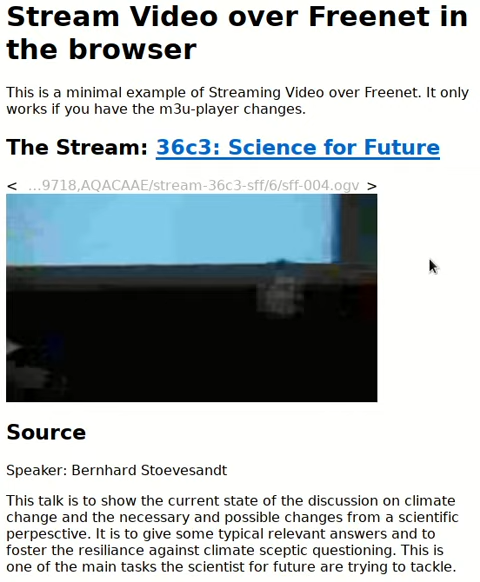 Stream Video over Freenet in
the browser
This is a minimal example of Streaming Video over Freenet. It only
works if you have the m3u-player changes.
The Stream: 36c3: Science for Future
< ...9718,AQACAAE/stream-36c3-sff/6/sff-004.ogv >
Source
Speaker: Bernhard Stoevesandt
This talk is to show the current state of the discussion on climate
change and the necessary and possible changes from a scientific
perpesctive. It is to give some typical relevant answers and to
foster the resiliance against climate sceptic questioning. This is
one of the main tasks the scientist for future are trying to tackle.